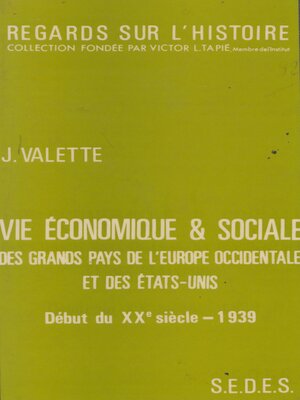 REGARDS SUR L'HISTOIRE
COLLECTION FONDÉE PAR VICTOR L.TAPIÉ, Membre de l'Institut
J. VALETTE
VIE ÉCONOMIQUE & SOCIALE
DES GRANDS PAYS DE L'EUROPE OCCIDENTALE
ET DES ÉTATS-UNIS
Début du XXe siècle – 1939
S.E.D.E.S.